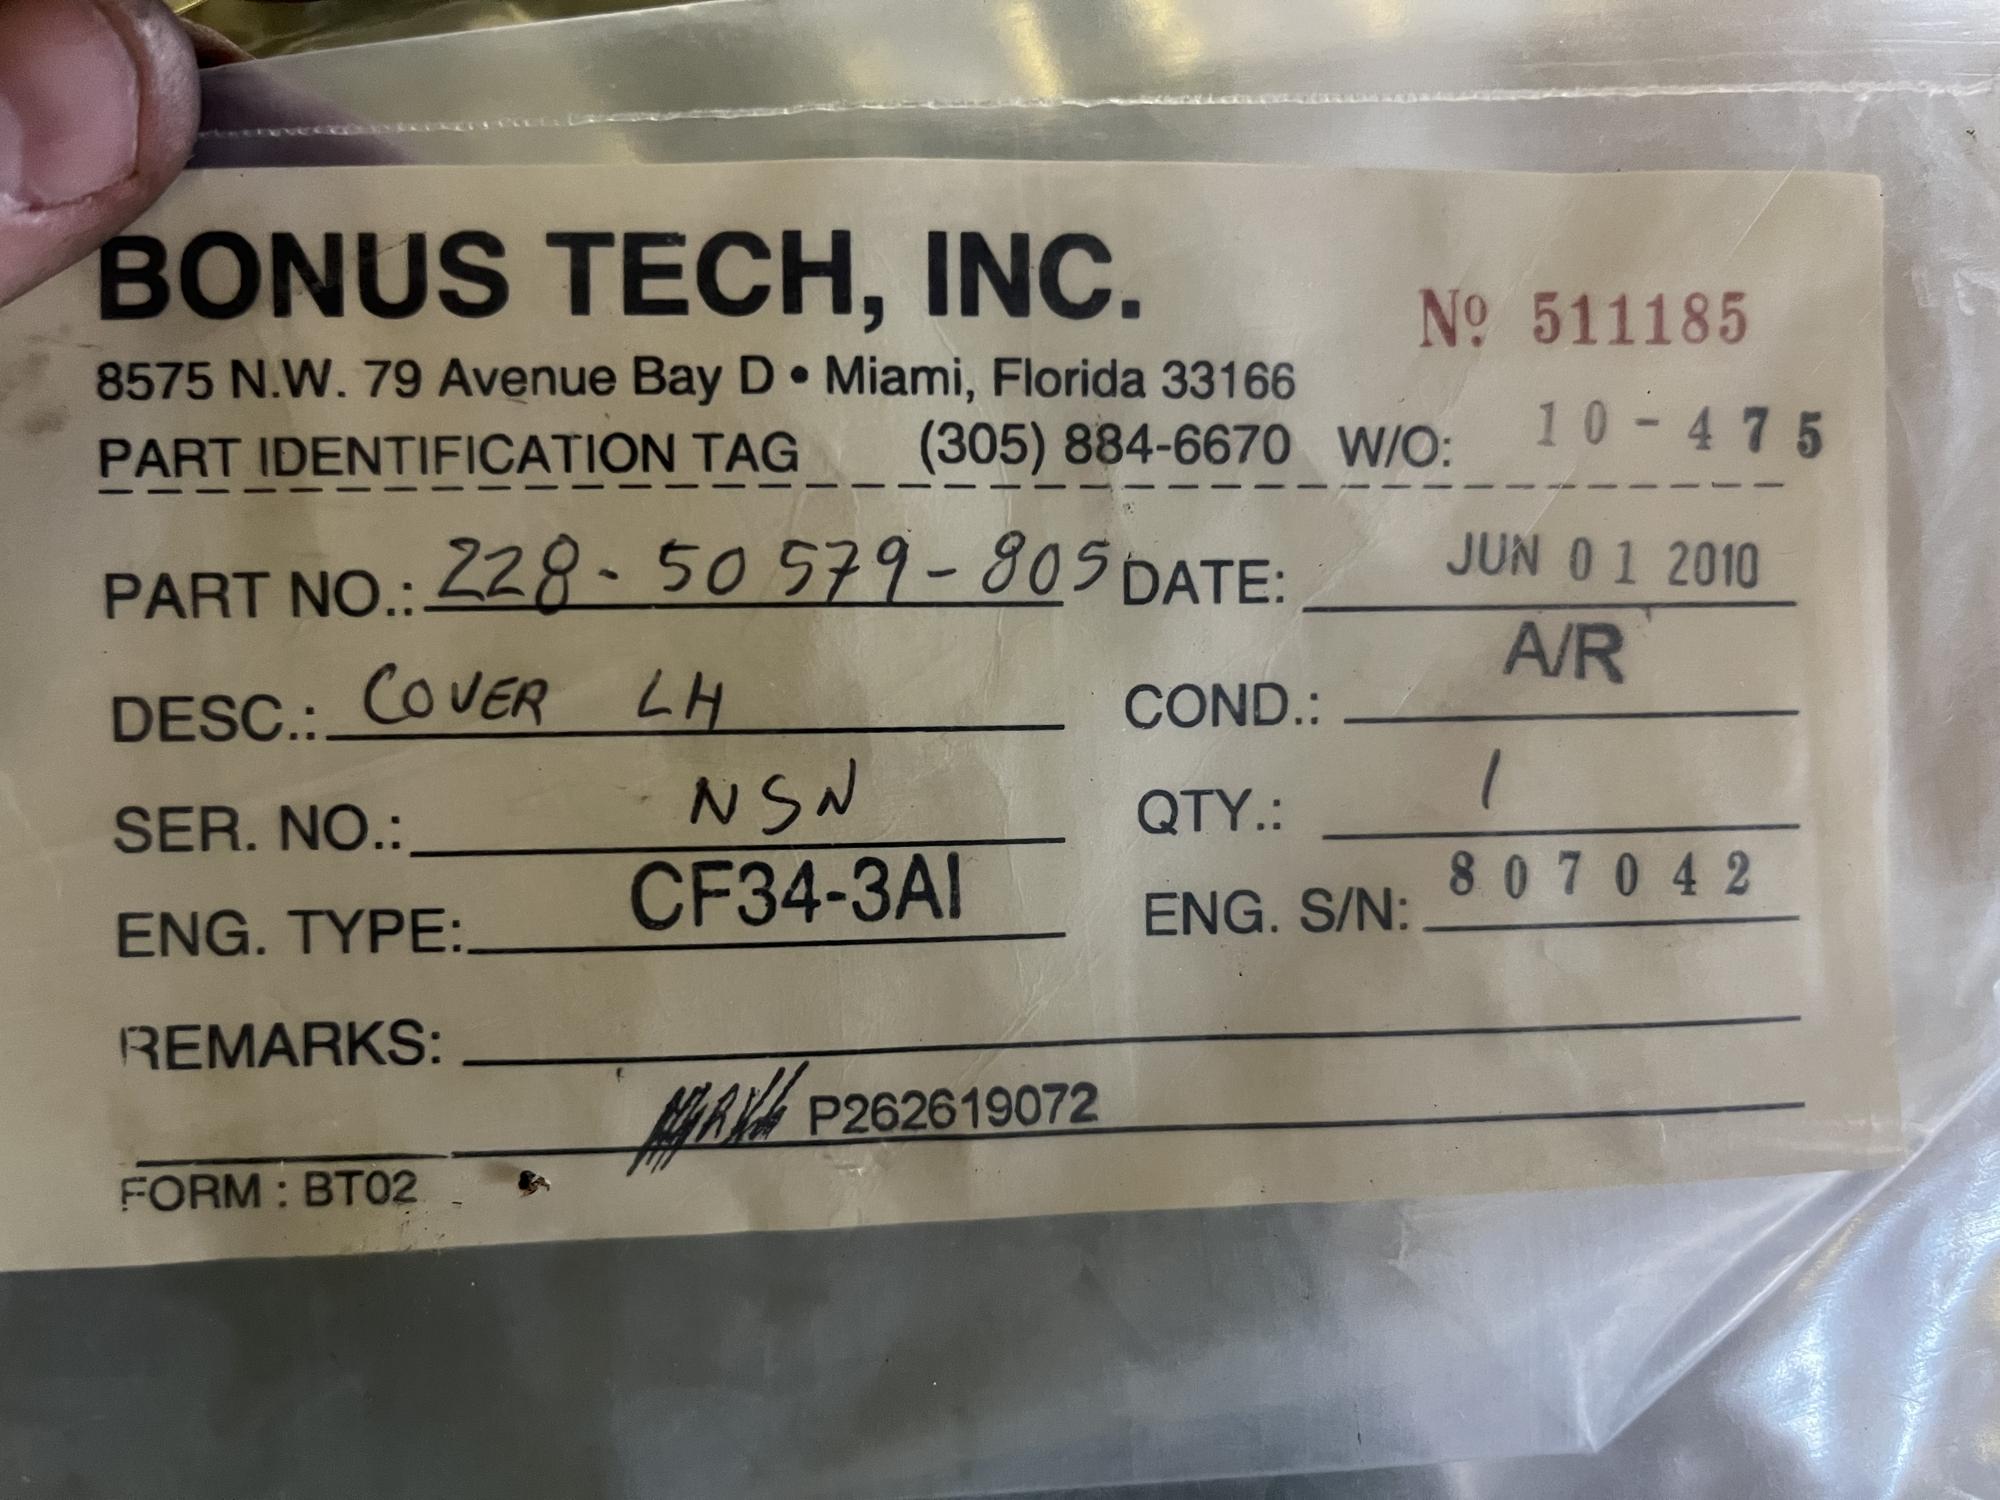 BONUS TECH, INC.
Nº 511185
8575 N.W. 79 Avenue Bay D • Miami, Florida 33166
PART IDENTIFICATION TAG (305) 884-6670 W/O: 10-475
PART NO.: 228-50579-805 DATE: JUN 01 2010
DESC.: COVER LH COND.: A/R
SER. NO.: NSN QTY.: 1
ENG. TYPE: CF34-3A1 ENG. S/N: 807042
REMARKS:
P262619072
FORM : BT02